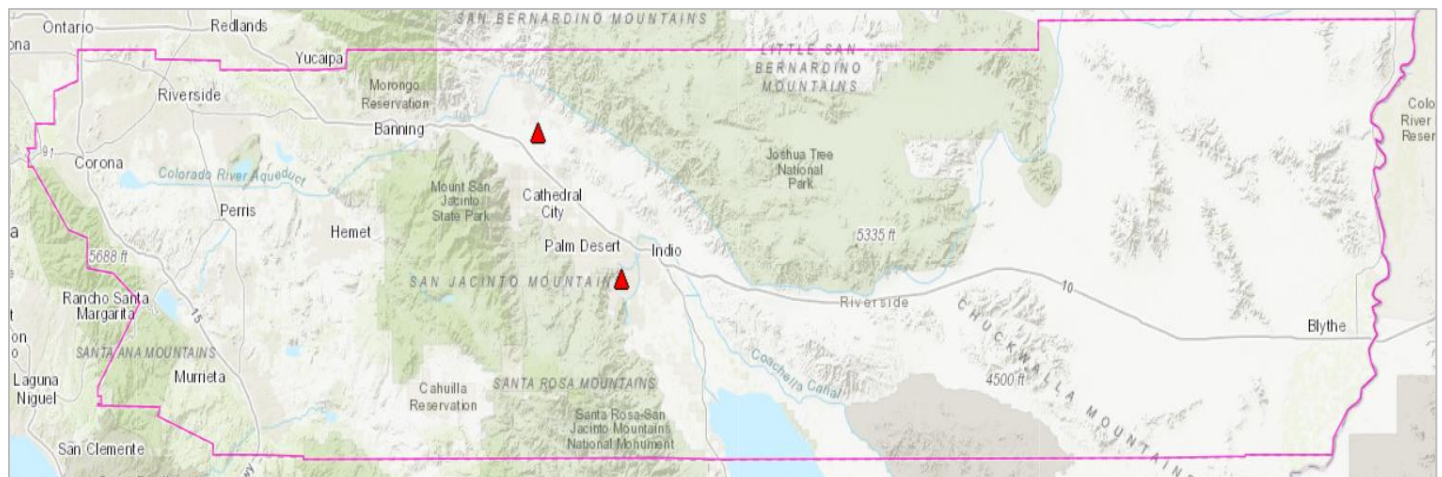 SAN BERNARDINO MOUNTAINS
Ontario
Redlands
ona
Yucaipa
LITTLE SAN
BERNARDINO
MOUNTAINS
Riverside
Morongo
Reservation
Banning
Colo
River
Reser
91
Corona
Colorado River Aqueduct
Joshua Tree
National
Park
Mount San
Jacinto
State Park
Cathedral
City
Perris
Hemet
a
5688 ft
Palm Desert
Indio
5335 ft
SAN JACINTO MOUNTAIN
10
Rancho Santa
Margarita
15
Riverside
CHUCKWALLA MOUNTAINS
Blythe
t
on
o
SANTA ANA MOUNTAINS
Laguna
Niguel
Murrieta
Cahuilla
Reservation
SANTA ROSA MOUNTAINS
Coachella Canal
4500 ft
Santa Rosa-San
Jacinto Mountains
National Monument
San Clemente
wy